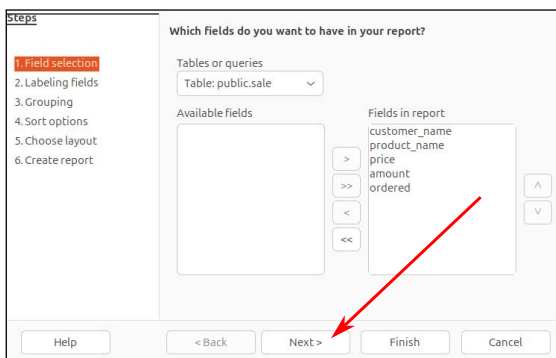 Steps
1. Field selection
2. Labeling fields
3. Grouping
4. Sort options
5. Choose layout
6. Create report
Which fields do you want to have in your report?
Tables or queries
Table: public.sale
Available fields
Fields in report
customer_name
product_name
price
amount
ordered
>
>>
<
<<
Help
< Back
Next >
Finish
Cancel